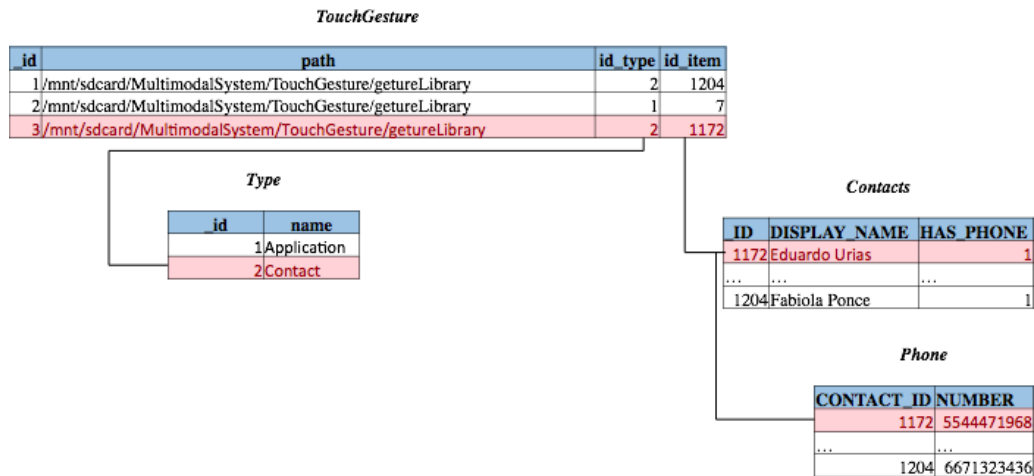 TouchGesture
_id path id_type id_item
1 /mnt/sdcard/MultimodalSystem/TouchGesture/getureLibrary 2 1204
2 /mnt/sdcard/MultimodalSystem/TouchGesture/getureLibrary 1 7
3 /mnt/sdcard/MultimodalSystem/TouchGesture/getureLibrary 2 1172
Type
_id name
1 Application
2 Contact
Contacts
_ID DISPLAY_NAME HAS_PHONE
1172 Eduardo Urias 1
... ... ...
1204 Fabiola Ponce 1
Phone
CONTACT_ID NUMBER
1172 5544471968
... ...
1204 6671323436